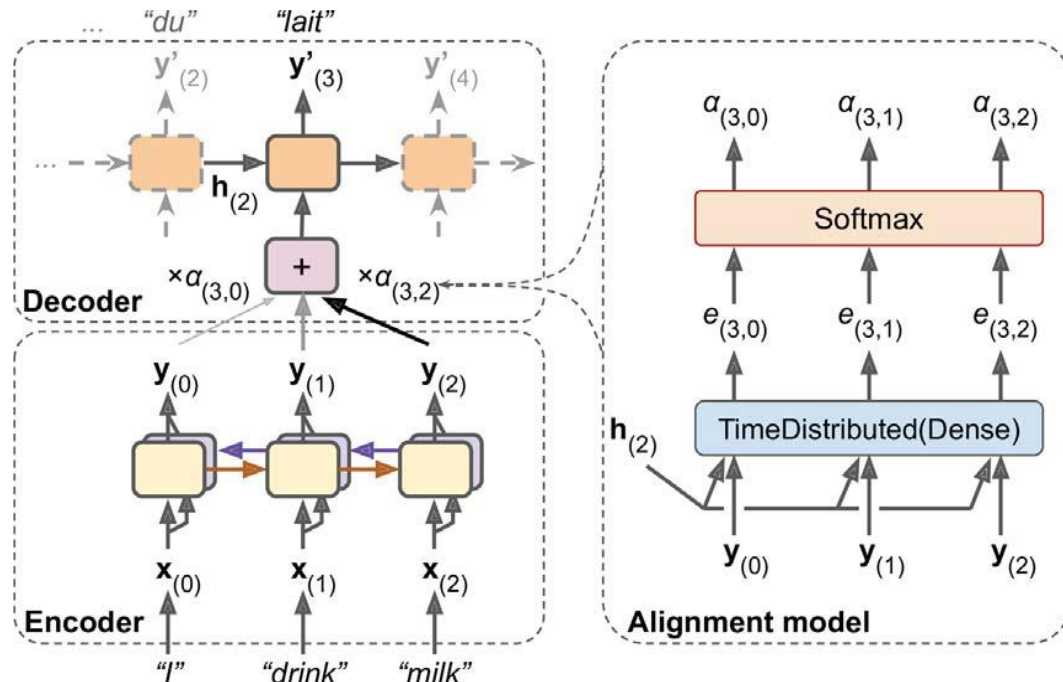 ... “du” “lait”
y’(2) y’(3) y’(4)
...
h(2)
+
×α(3,0) ×α(3,2)
Decoder
y(0) y(1) y(2)
x(0) x(1) x(2)
Encoder
“I” “drink” “milk”
α(3,0) α(3,1) α(3,2)
Softmax
e(3,0) e(3,1) e(3,2)
TimeDistributed(Dense)
h(2)
y(0) y(1) y(2)
Alignment model